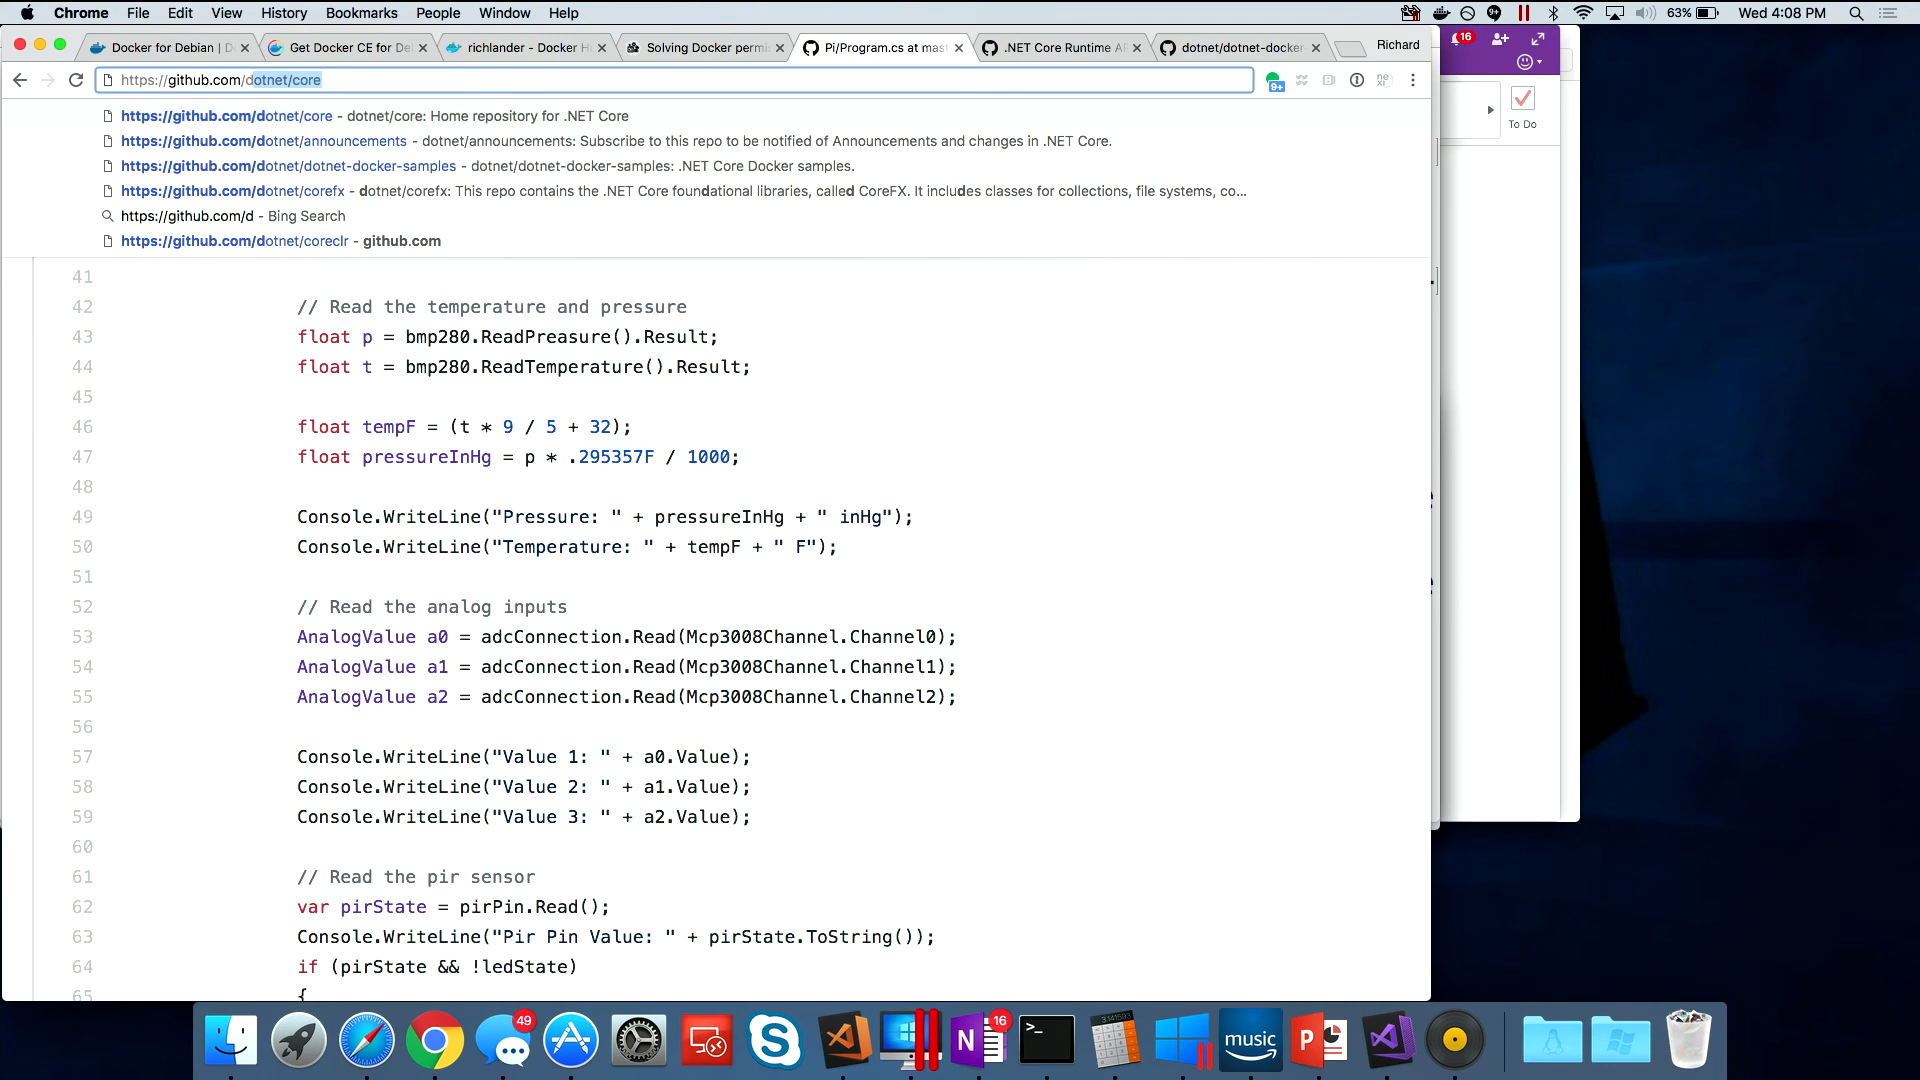 Chrome File Edit View History Bookmarks People Window Help 9+ 63% Wed 4:08 PM
Docker for Debian | D Get Docker CE for De richlander - Docker H Solving Docker permis Pi/Program.cs at mast .NET Core Runtime AR dotnet/dotnet-docker Richard 16
https://github.com/dotnet/core 9+
https://github.com/dotnet/core - dotnet/core: Home repository for .NET Core
To Do
https://github.com/dotnet/announcements - dotnet/announcements: Subscribe to this repo to be notified of Announcements and changes in .NET Core.
https://github.com/dotnet/dotnet-docker-samples - dotnet/dotnet-docker-samples: .NET Core Docker samples.
https://github.com/dotnet/corefx - dotnet/corefx: This repo contains the .NET Core foundational libraries, called CoreFX. It includes classes for collections, file systems, co...
https://github.com/d - Bing Search
https://github.com/dotnet/coreclr - github.com
41
42 // Read the temperature and pressure
43 float p = bmp280.ReadPreasure().Result;
44 float t = bmp280.ReadTemperature().Result;
45
46 float tempF = (t * 9 / 5 + 32);
47 float pressureInHg = p * .295357F / 1000;
48
49 Console.WriteLine("Pressure: " + pressureInHg + " inHg");
50 Console.WriteLine("Temperature: " + tempF + " F");
51
52 // Read the analog inputs
53 AnalogValue a0 = adcConnection.Read(Mcp3008Channel.Channel0);
54 AnalogValue a1 = adcConnection.Read(Mcp3008Channel.Channel1);
55 AnalogValue a2 = adcConnection.Read(Mcp3008Channel.Channel2);
56
57 Console.WriteLine("Value 1: " + a0.Value);
58 Console.WriteLine("Value 2: " + a1.Value);
59 Console.WriteLine("Value 3: " + a2.Value);
60
61 // Read the pir sensor
62 var pirState = pirPin.Read();
63 Console.WriteLine("Pir Pin Value: " + pirState.ToString());
64 if (pirState && !ledState)
65 {
49 16 music